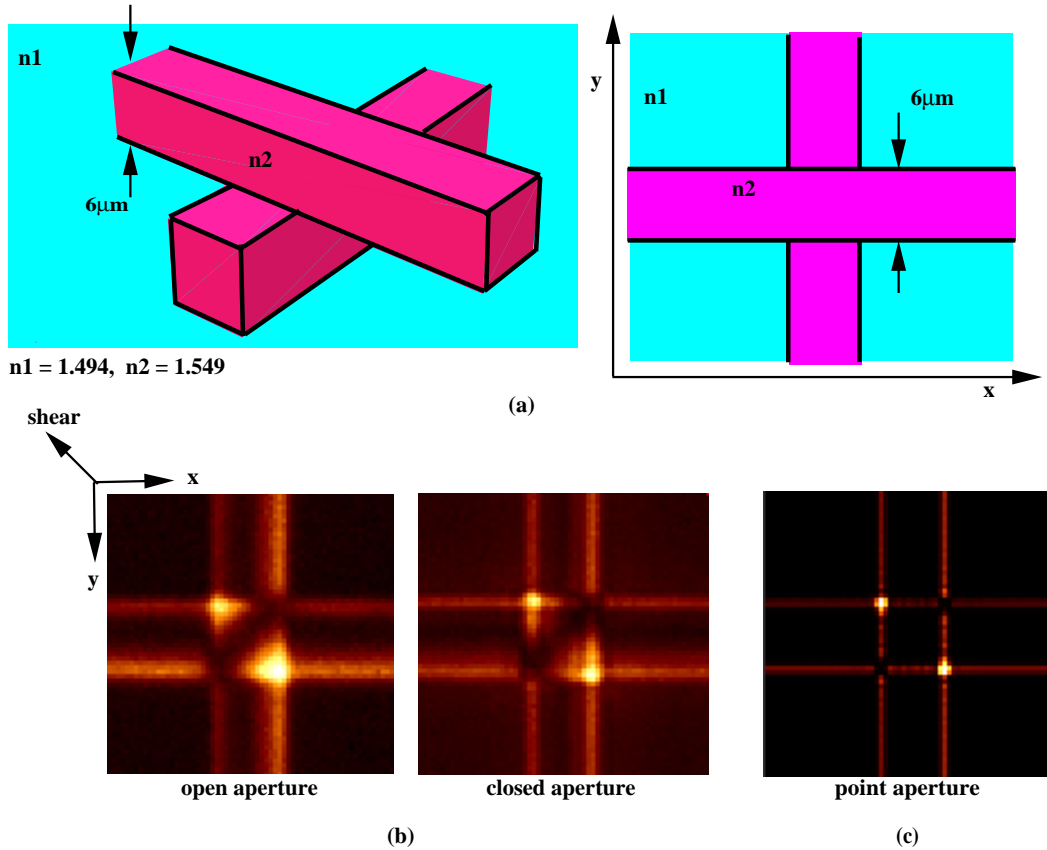 n1
n2
6μm
n1 = 1.494, n2 = 1.549
y
n1
6μm
n2
x
(a)
shear
x
y
open aperture
closed aperture
point aperture
(b)
(c)